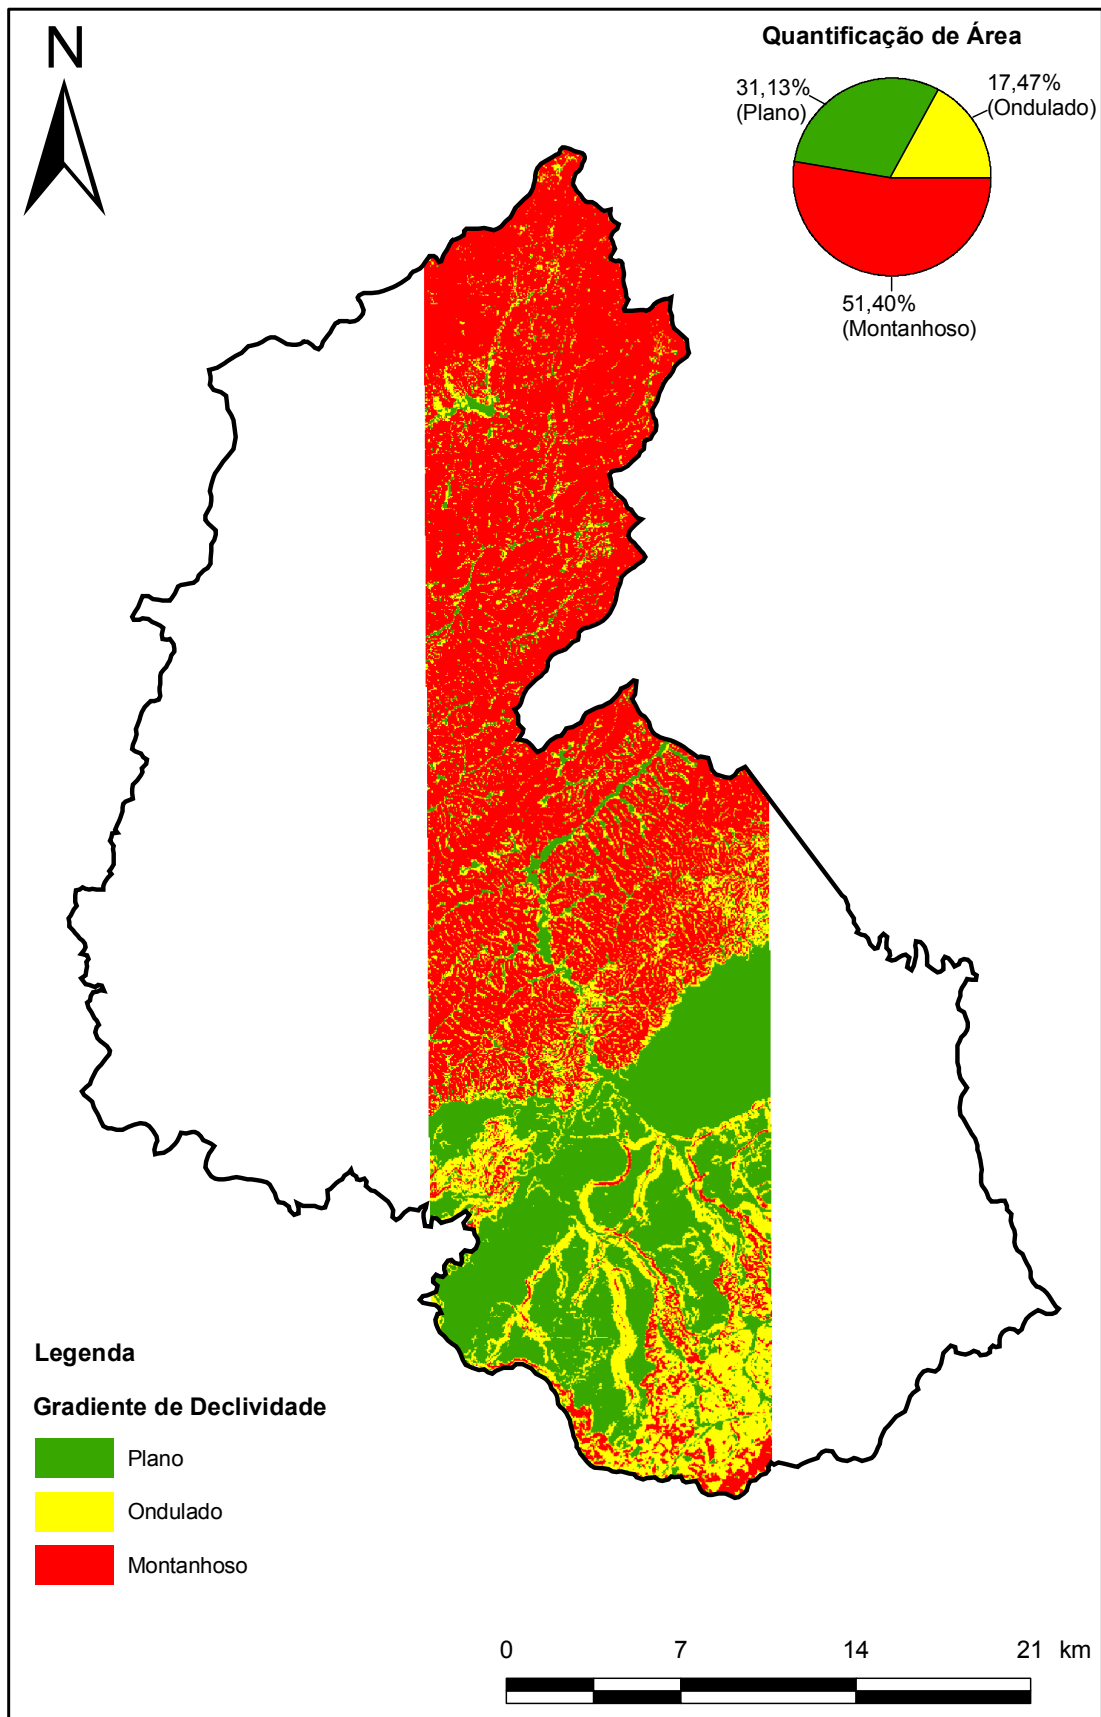 N
Quantificação de Área
31,13%
(Plano)
17,47%
(Ondulado)
51,40%
(Montanhoso)
Legenda
Gradiente de Declividade
Plano
Ondulado
Montanhoso
0 7 14 21 km